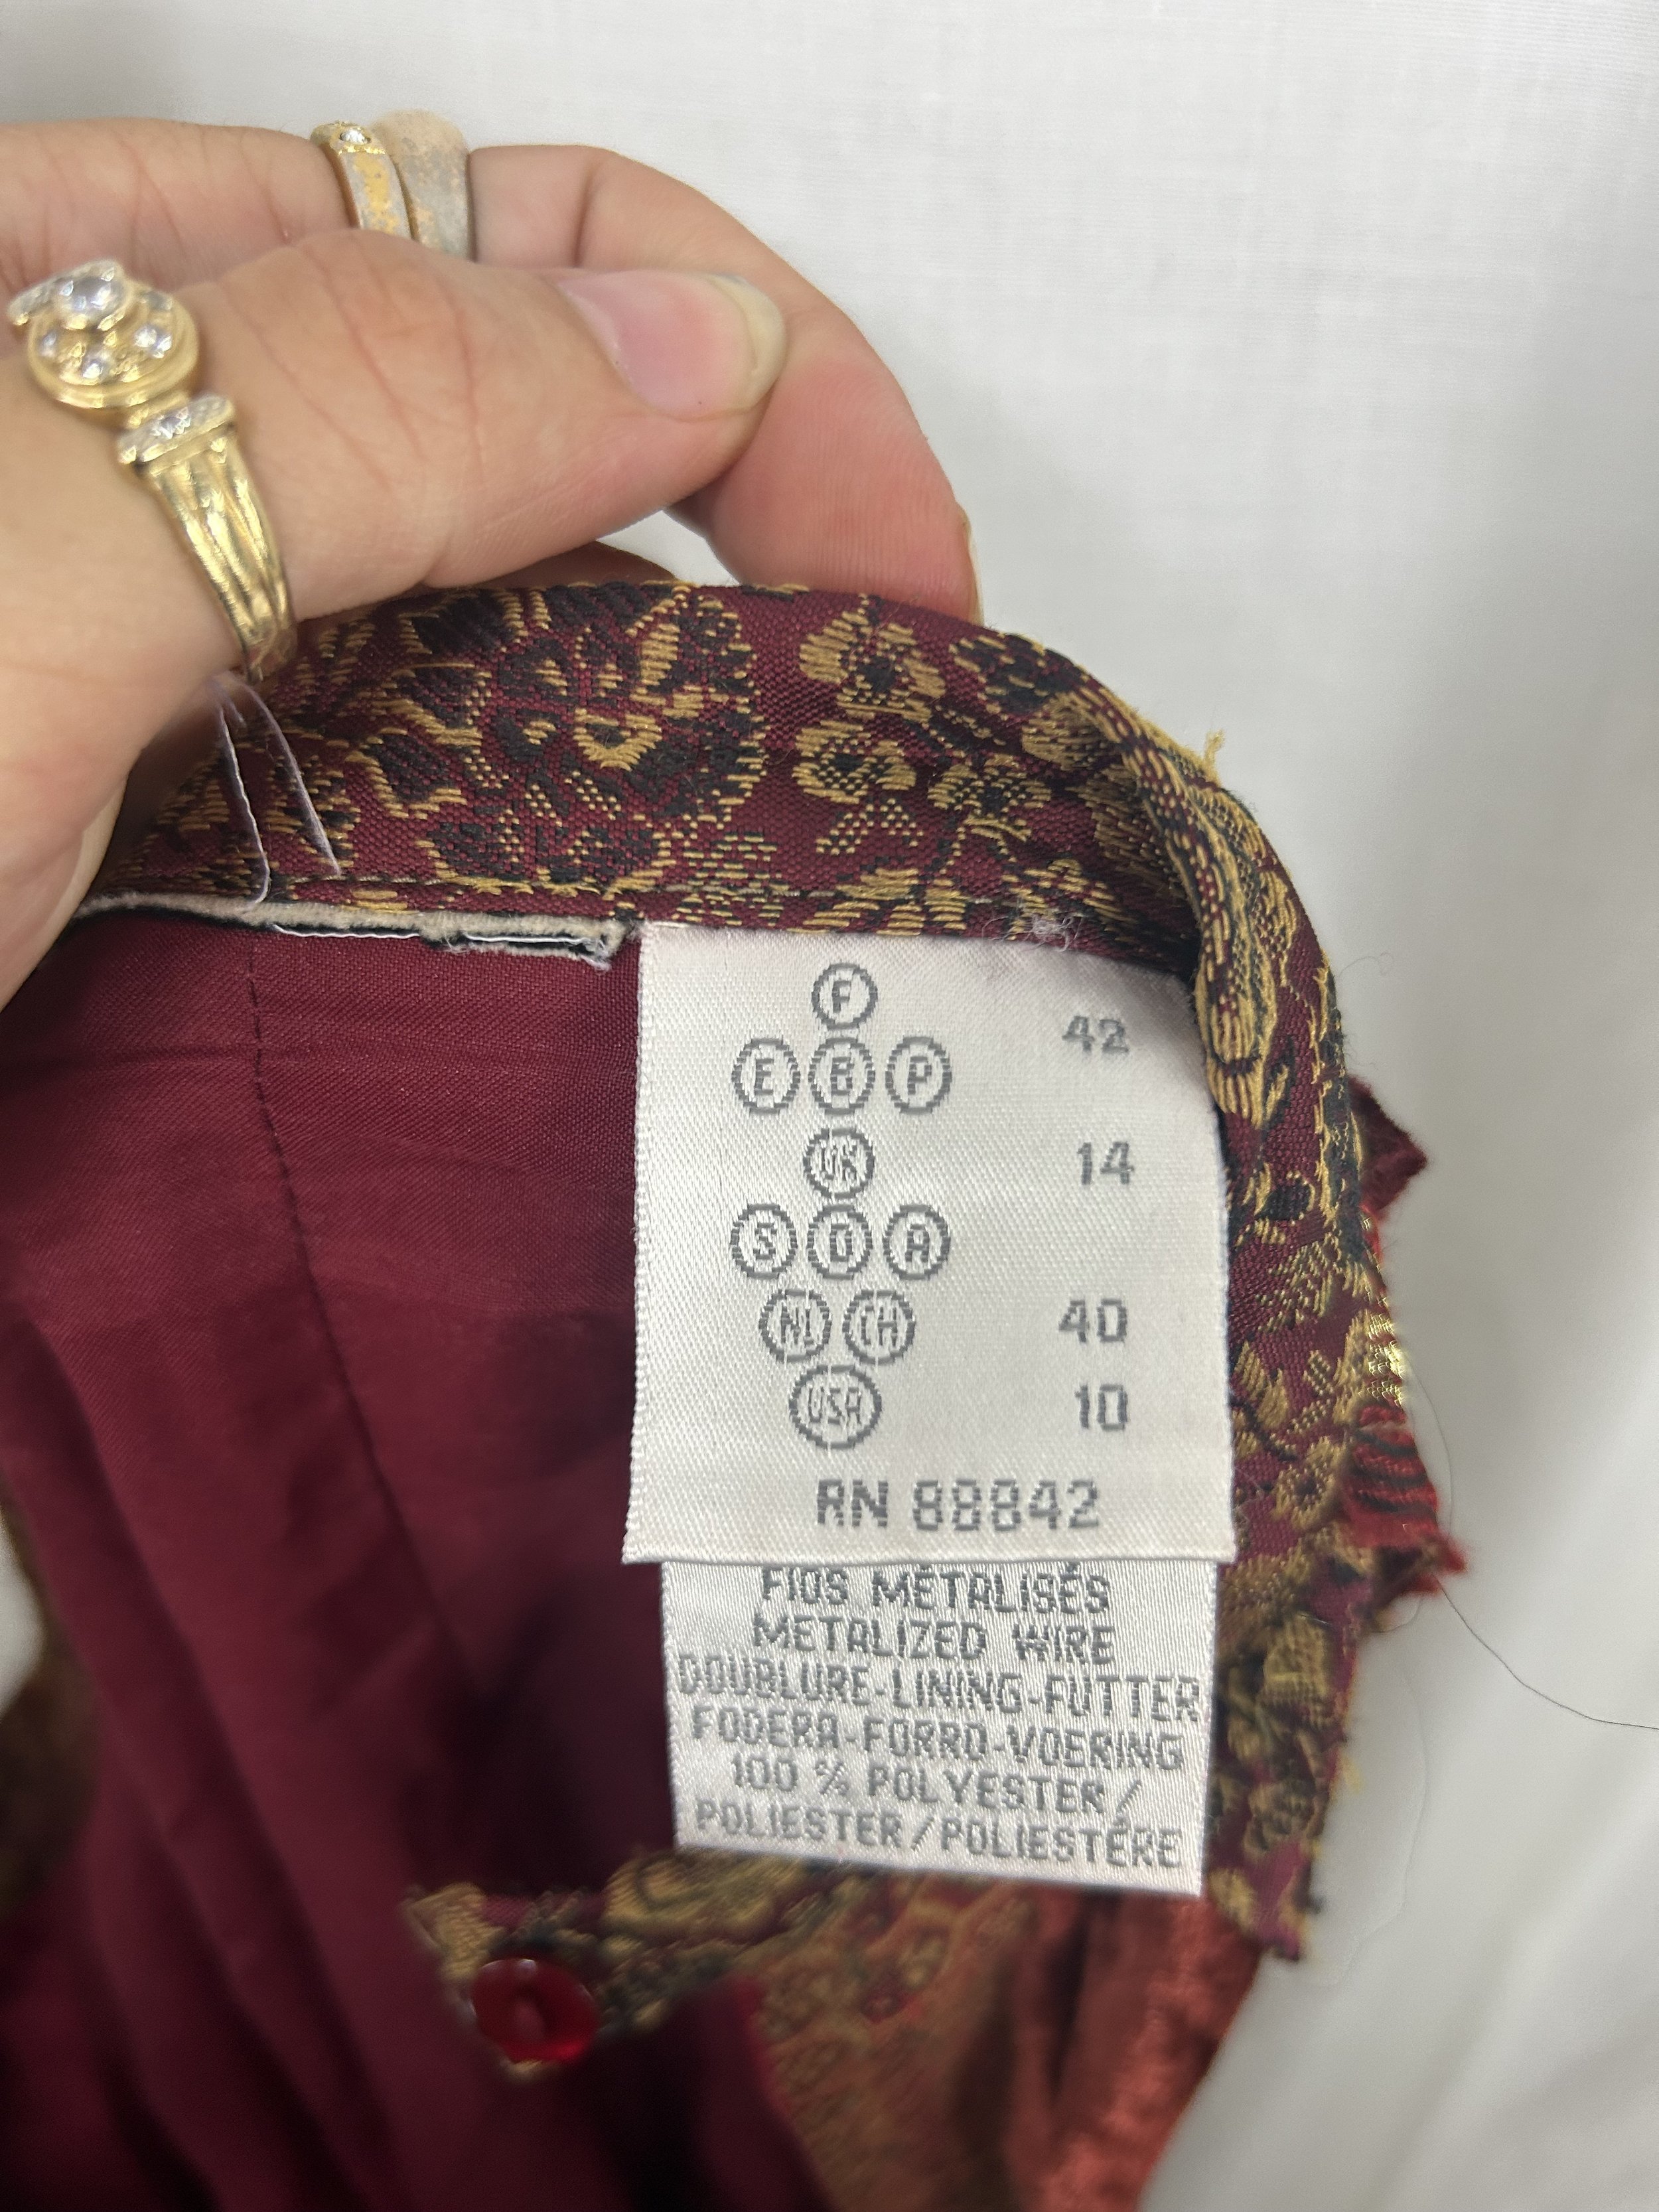 F
E B P 42
UK 14
S D A
NL CH 40
USA 10
RN 88842
FIOS MÉTALISÉS
METALIZED WIRE
DOUBLURE-LINING-FUTTER
FODERA-FORRO-VOERING
100 % POLYESTER/
POLIESTER/POLIESTÉRE